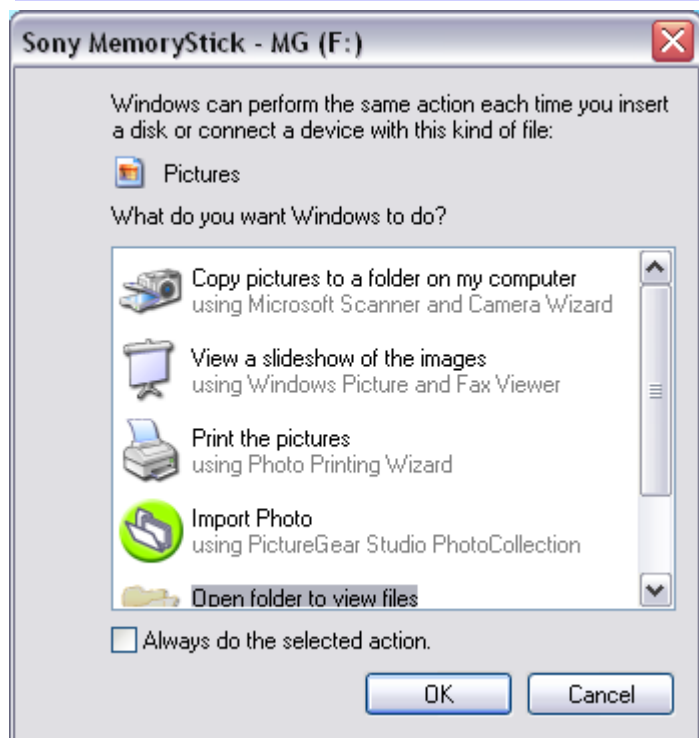 Sony MemoryStick - MG (F:)
Windows can perform the same action each time you insert
a disk or connect a device with this kind of file:
Pictures
What do you want Windows to do?
Copy pictures to a folder on my computer
using Microsoft Scanner and Camera Wizard
View a slideshow of the images
using Windows Picture and Fax Viewer
Print the pictures
using Photo Printing Wizard
Import Photo
using PictureGear Studio PhotoCollection
Open folder to view files
Always do the selected action.
OK
Cancel